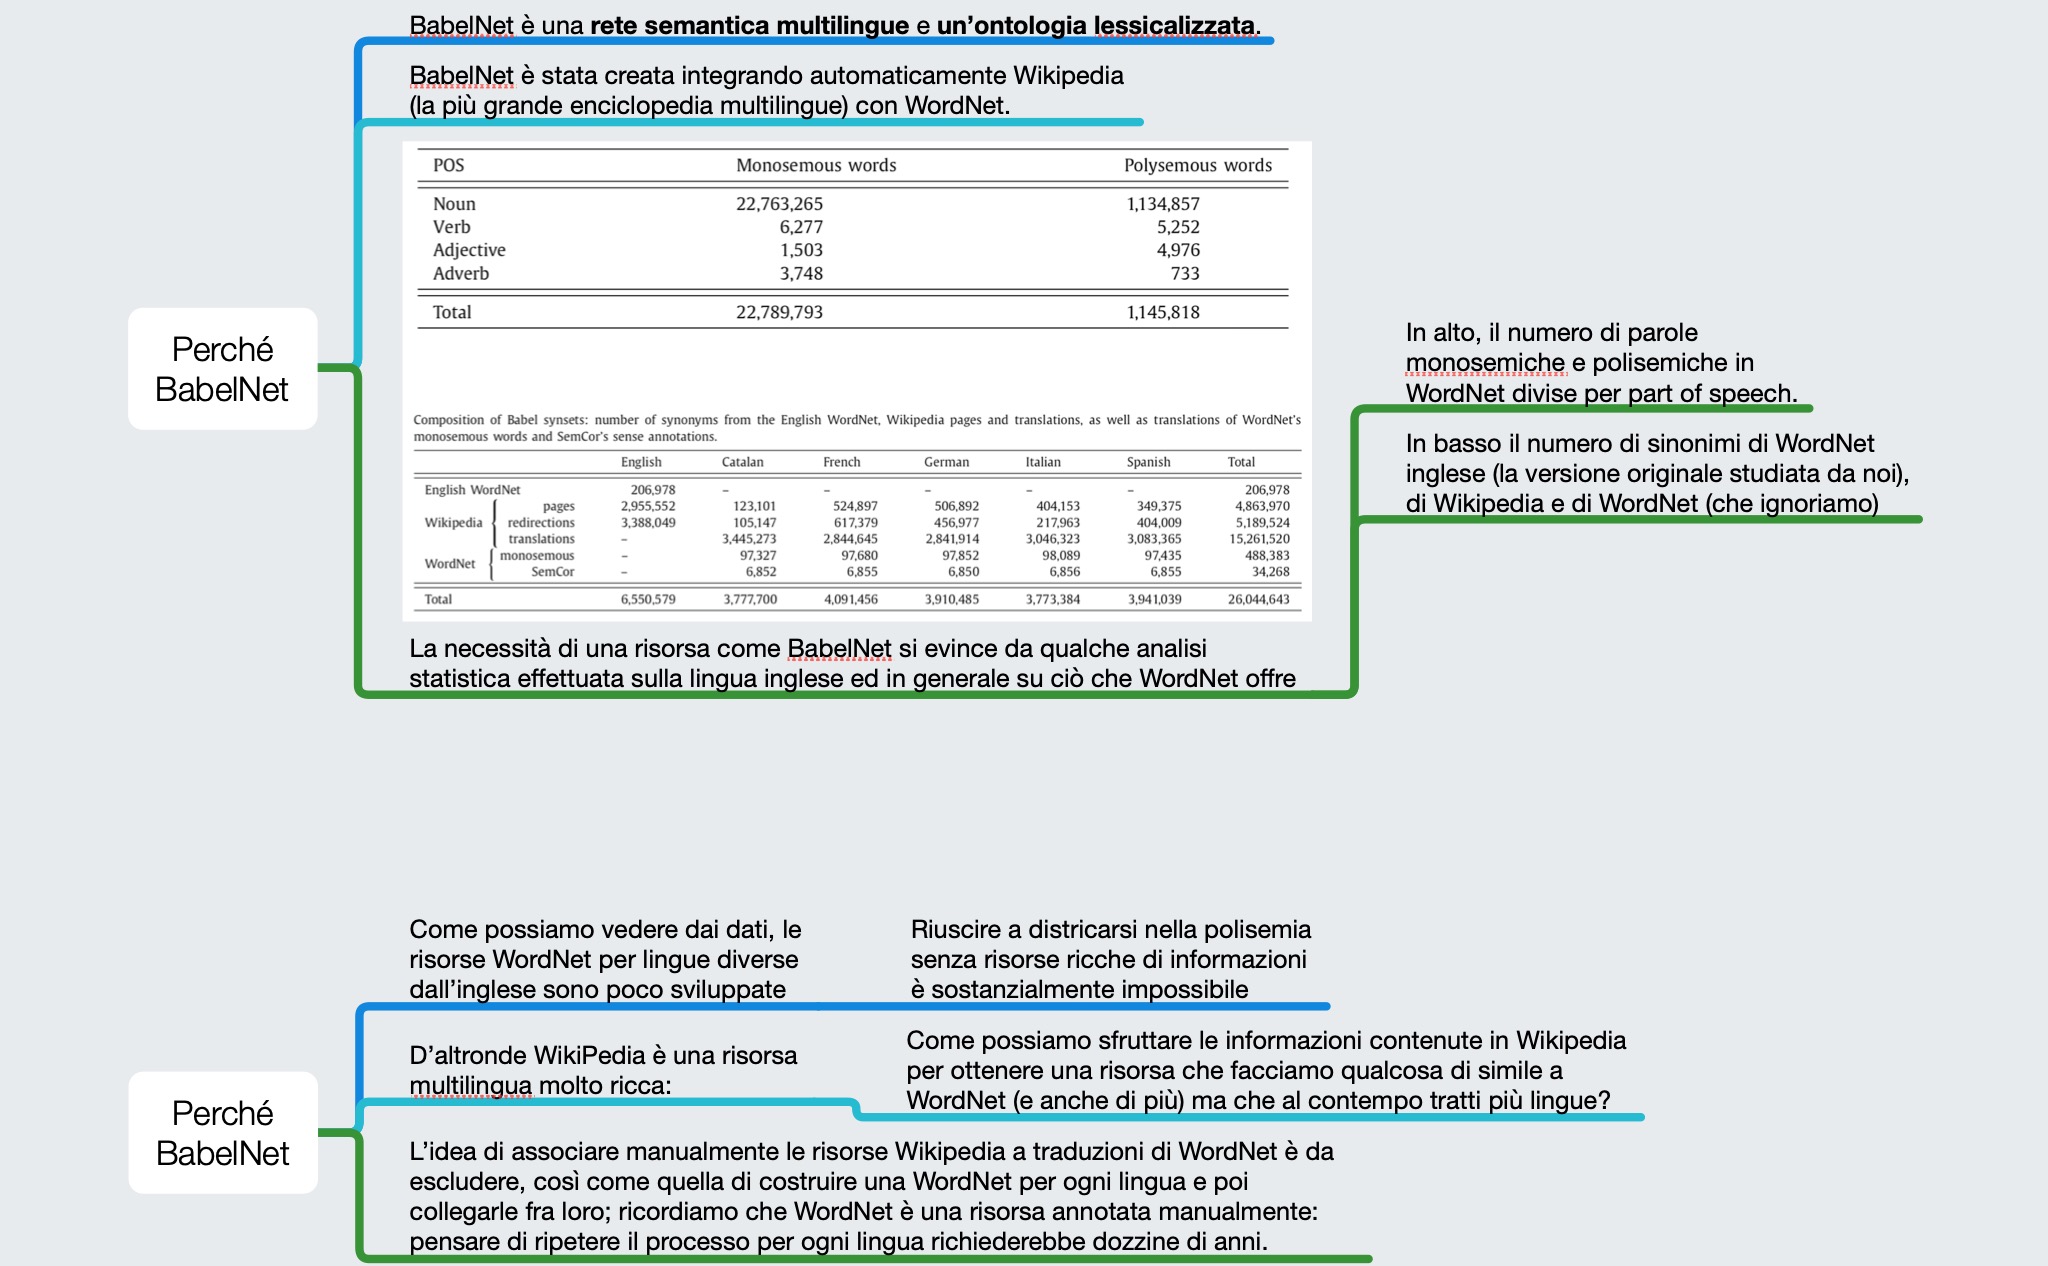 BabelNet è una rete semantica multilingue e un’ontologia lessicalizzata.
BabelNet è stata creata integrando automaticamente Wikipedia
(la più grande enciclopedia multilingue) con WordNet.
POS Monosemous words Polysemous words
Noun 22,763,265 1,134,857
Verb 6,277 5,252
Adjective 1,503 4,976
Adverb 3,748 733
Total 22,789,793 1,145,818
Perché
BabelNet
In alto, il numero di parole
monosemiche e polisemiche in
WordNet divise per part of speech.
Composition of Babel synsets: number of synonyms from the English WordNet, Wikipedia pages and translations, as well as translations of WordNet's
monosemous words and SemCor's sense annotations.
English Catalan French German Italian Spanish Total
English WordNet 206,978 – – – – – 206,978
pages 2,955,552 123,101 524,897 506,892 404,153 349,375 4,863,970
Wikipedia redirections 3,388,049 105,147 617,379 456,977 217,963 404,009 5,189,524
translations – 3,445,273 2,844,645 2,841,914 3,046,323 3,083,365 15,261,520
WordNet monosemous – 97,327 97,680 97,852 98,089 97,435 488,383
SemCor – 6,852 6,855 6,850 6,856 6,855 34,268
Total 6,550,579 3,777,700 4,091,456 3,910,485 3,773,384 3,941,039 26,044,643
In basso il numero di sinonimi di WordNet
inglese (la versione originale studiata da noi),
di Wikipedia e di WordNet (che ignoriamo)
La necessità di una risorsa come BabelNet si evince da qualche analisi
statistica effettuata sulla lingua inglese ed in generale su ciò che WordNet offre
Come possiamo vedere dai dati, le
risorse WordNet per lingue diverse
dall’inglese sono poco sviluppate
Riuscire a districarsi nella polisemia
senza risorse ricche di informazioni
è sostanzialmente impossibile
Perché
BabelNet
D’altronde WikiPedia è una risorsa
multilingua molto ricca:
Come possiamo sfruttare le informazioni contenute in Wikipedia
per ottenere una risorsa che facciamo qualcosa di simile a
WordNet (e anche di più) ma che al contempo tratti più lingue?
L’idea di associare manualmente le risorse Wikipedia a traduzioni di WordNet è da
escludere, così come quella di costruire una WordNet per ogni lingua e poi
collegarle fra loro; ricordiamo che WordNet è una risorsa annotata manualmente:
pensare di ripetere il processo per ogni lingua richiederebbe dozzine di anni.